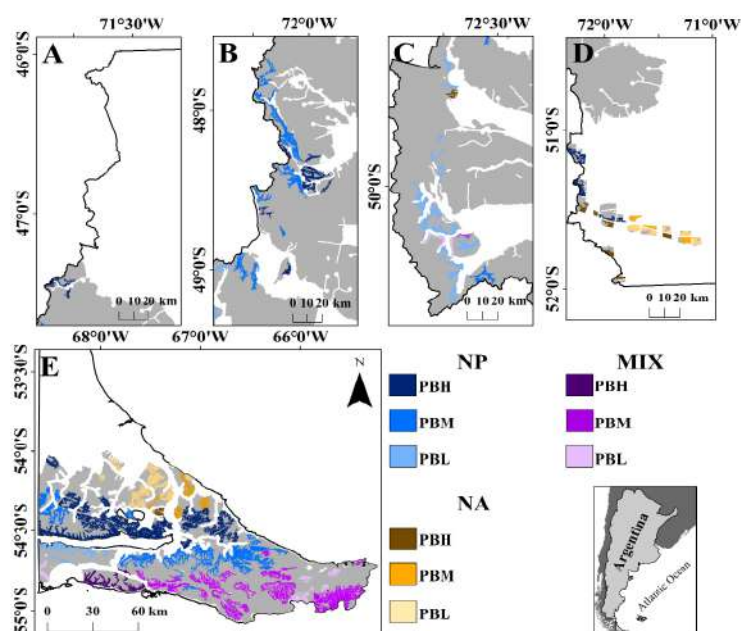 71°30'W
72°0'W
72°30'W
72°0'W 71°0'W
46°0'S
A
47°0'S
0 10 20 km
B
48°0'S
49°0'S
0 10 20 km
C
50°0'S
0 10 20 km
D
51°0'S
52°0'S
0 10 20 km
68°0'W 67°0'W 66°0'W
53°30'S
E
54°0'S
54°30'S
55°0'S
0 30 60 km
N
NP
PBH
PBM
PBL
MIX
PBH
PBM
PBL
NA
PBH
PBM
PBL
Argentina
Atlantic Ocean